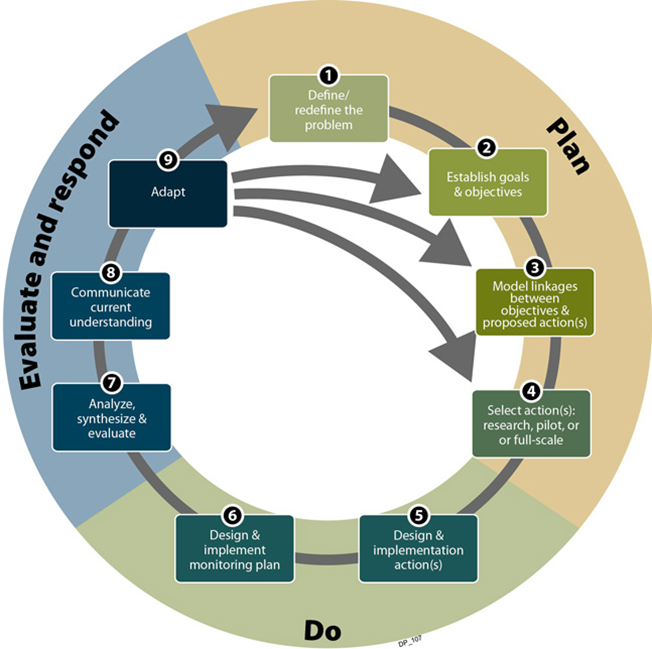 1
Define/
redefine the
problem
2
Establish goals
& objectives
3
Model linkages
between
objectives &
proposed action(s)
4
Select action(s):
research, pilot, or
or full-scale
5
Design &
implementation
action(s)
6
Design &
implement
monitoring plan
7
Analyze,
synthesize &
evaluate
8
Communicate
current
understanding
9
Adapt
Plan
Do
Evaluate and respond
DP_107